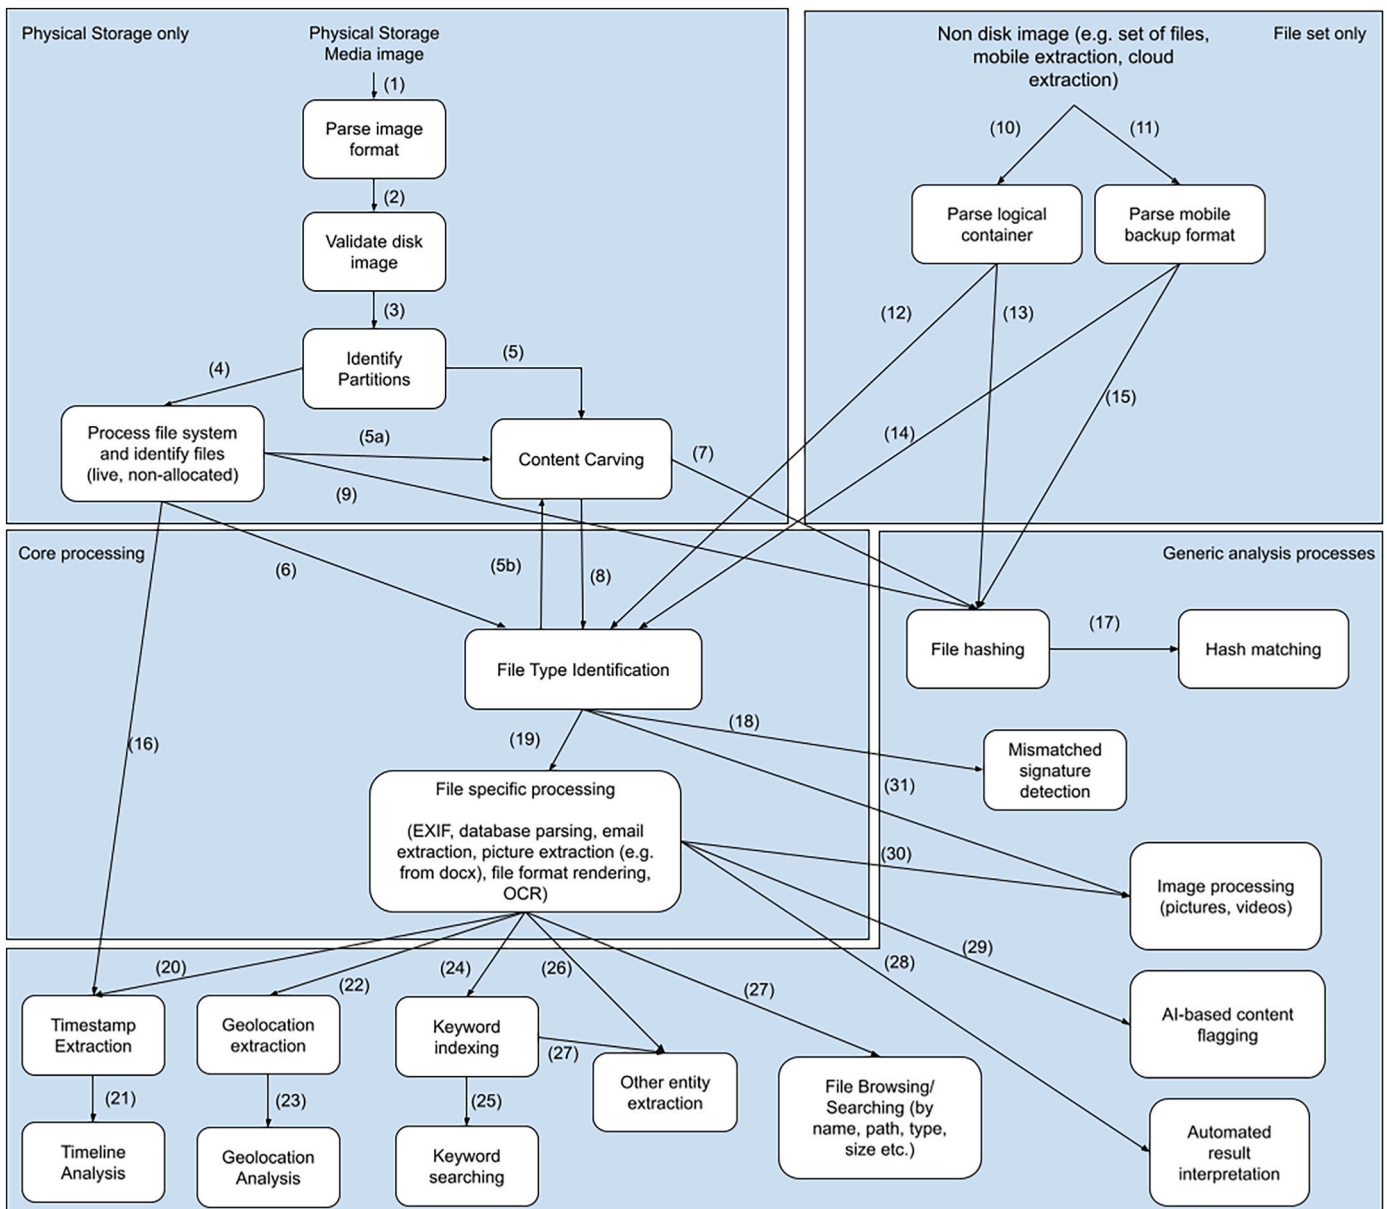 Physical Storage only
Physical Storage
Media image
(1)
Parse image
format
(2)
Validate disk
image
(3)
Identify
Partitions
(4)
(5)
Process file system
and identify files
(live, non-allocated)
(5a)
Content Carving
(7)
(9)
Non disk image (e.g. set of files,
mobile extraction, cloud
extraction)
File set only
(10)
(11)
Parse logical
container
Parse mobile
backup format
(12)
(13)
(14)
(15)
Core processing
(6)
(5b)
(8)
File Type Identification
(16)
(19)
(18)
(31)
File specific processing
(EXIF, database parsing, email
extraction, picture extraction (e.g.
from docx), file format rendering,
OCR)
Generic analysis processes
File hashing
(17)
Hash matching
Mismatched
signature
detection
(30)
Image processing
(pictures, videos)
(29)
(28)
AI-based content
flagging
Automated
result
interpretation
(20)
(22)
(24)
(26)
(27)
Timestamp
Extraction
Geolocation
extraction
Keyword
indexing
(27)
Other entity
extraction
File Browsing/
Searching (by
name, path, type,
size etc.)
(21)
(23)
(25)
Timeline
Analysis
Geolocation
Analysis
Keyword
searching